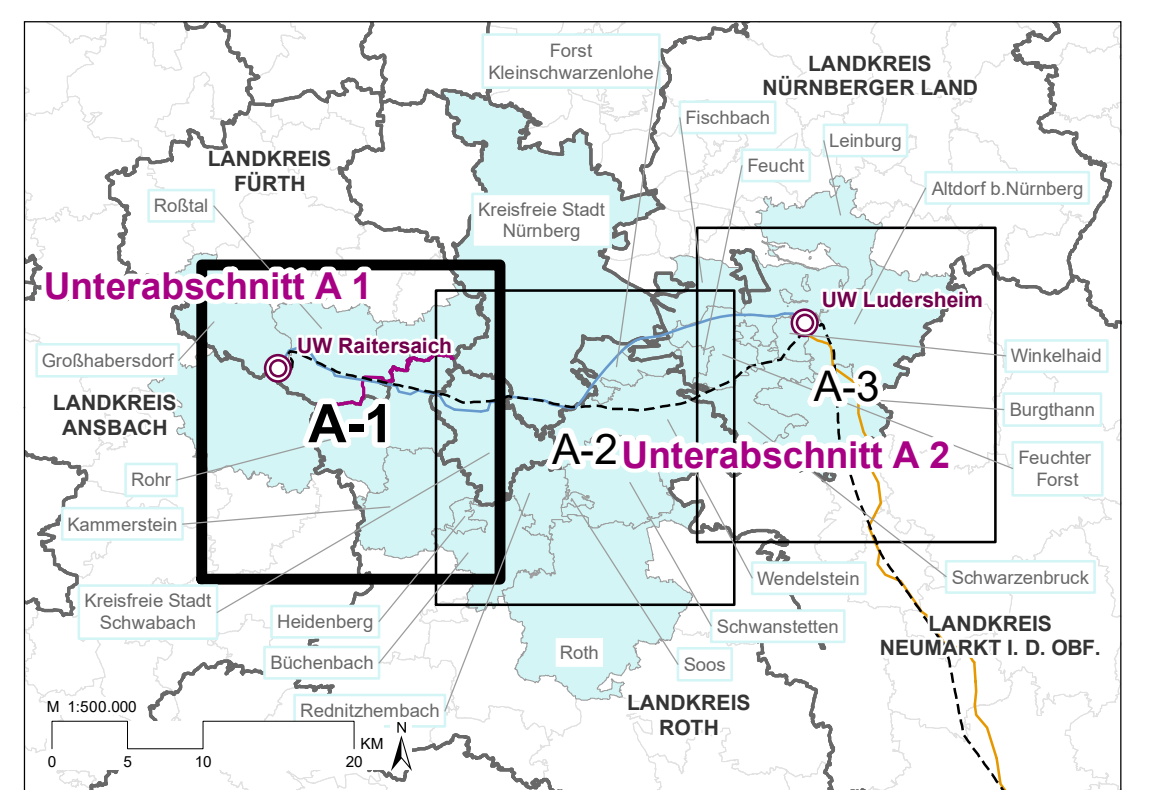 Forst
Kleinschwarzenlohe
LANDKREIS
NÜRNBERGER LAND
Fischbach
Leinburg
Feucht
LANDKREIS
FÜRTH
Altdorf b.Nürnberg
Roßtal
Kreisfreie Stadt
Nürnberg
Unterabschnitt A 1
UW Ludersheim
UW Raitersaich
Großhabersdorf
Winkelhaid
A-3
LANDKREIS
ANSBACH
A-1
Burgthann
A-2
Unterabschnitt A 2
Feuchter
Forst
Rohr
Kammerstein
Wendelstein
Schwarzenbruck
Kreisfreie Stadt
Schwabach
Heidenberg
Schwanstetten
LANDKREIS
NEUMARKT I. D. OBF.
Büchenbach
Roth
Soos
Rednitzhembach
LANDKREIS
ROTH
M 1:500.000
N
KM
0 5 10 20